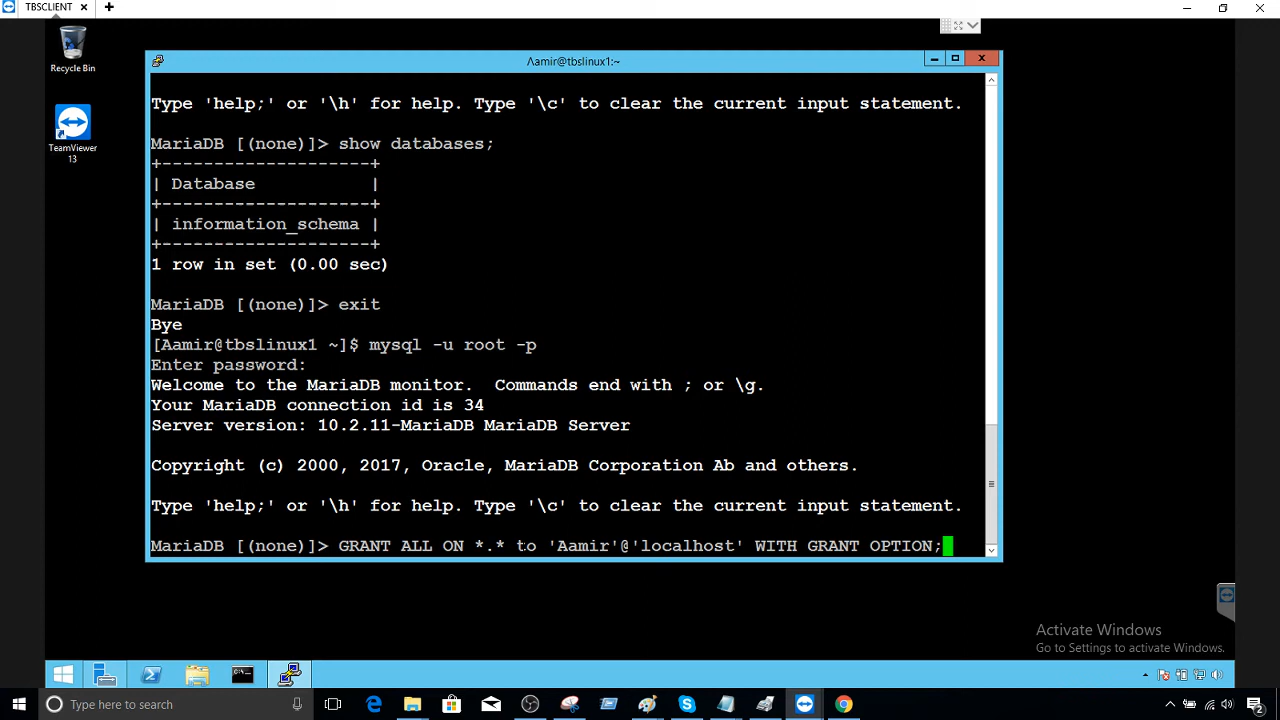 TBSCLIENT
Recycle Bin
TeamViewer
13
Aamir@tbslinux1:~
Type 'help;' or '\h' for help. Type '\c' to clear the current input statement.
MariaDB [(none)]> show databases;
+--------------------+
| Database           |
+--------------------+
| information_schema |
+--------------------+
1 row in set (0.00 sec)
MariaDB [(none)]> exit
Bye
[Aamir@tbslinux1 ~]$ mysql -u root -p
Enter password:
Welcome to the MariaDB monitor.  Commands end with ; or \g.
Your MariaDB connection id is 34
Server version: 10.2.11-MariaDB MariaDB Server
Copyright (c) 2000, 2017, Oracle, MariaDB Corporation Ab and others.
Type 'help;' or '\h' for help. Type '\c' to clear the current input statement.
MariaDB [(none)]> GRANT ALL ON *.* to 'Aamir'@'localhost' WITH GRANT OPTION;
Activate Windows
Go to Settings to activate Windows.
Type here to search
2